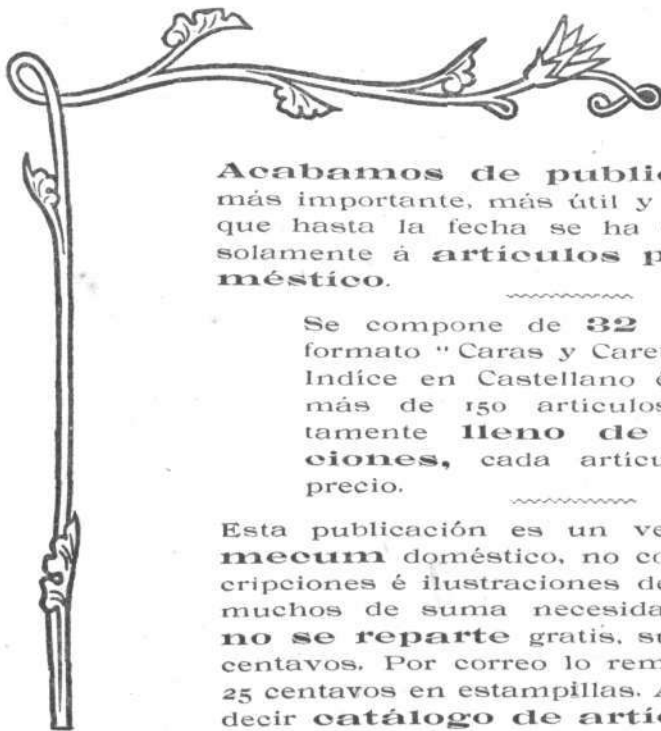 Acabamos de public
más importante, más útil y
que hasta la fecha se ha
solamente á artículos p
méstico.
Se compone de 32
formato "Caras y Care
Indíce en Castellano é
más de 150 articulos
tamente lleno de
ciones, cada artícu
precio.
Esta publicación es un ve
mecum doméstico, no co
cripciones é ilustraciones de
muchos de suma necesida
no se reparte gratis, su
centavos. Por correo lo rem
25 centavos en estampillas. A
decir catálogo de artíc